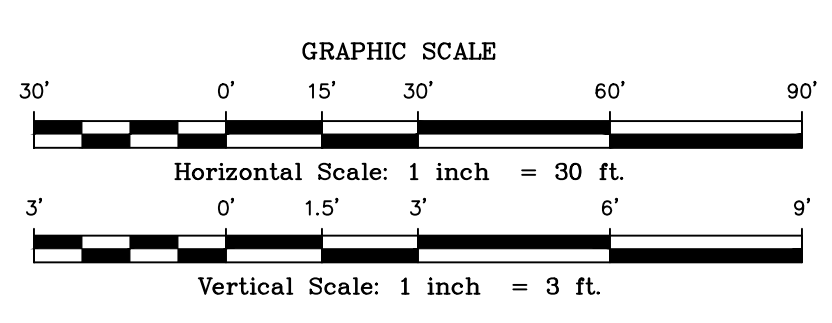 GRAPHIC SCALE
30' 0' 15' 30' 60' 90'
Horizontal Scale: 1 inch = 30 ft.
3' 0' 1.5' 3' 6' 9'
Vertical Scale: 1 inch = 3 ft.